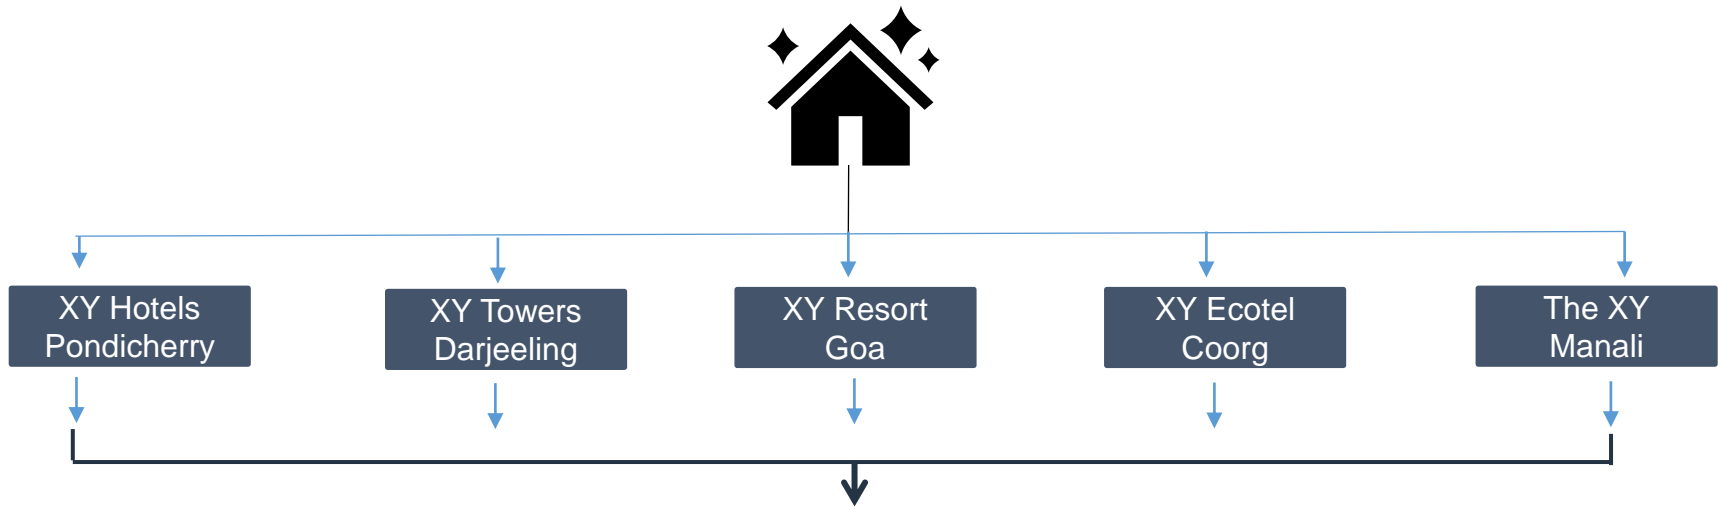 XY Hotels
Pondicherry
XY Towers
Darjeeling
XY Resort
Goa
XY Ecotel
Coorg
The XY
Manali